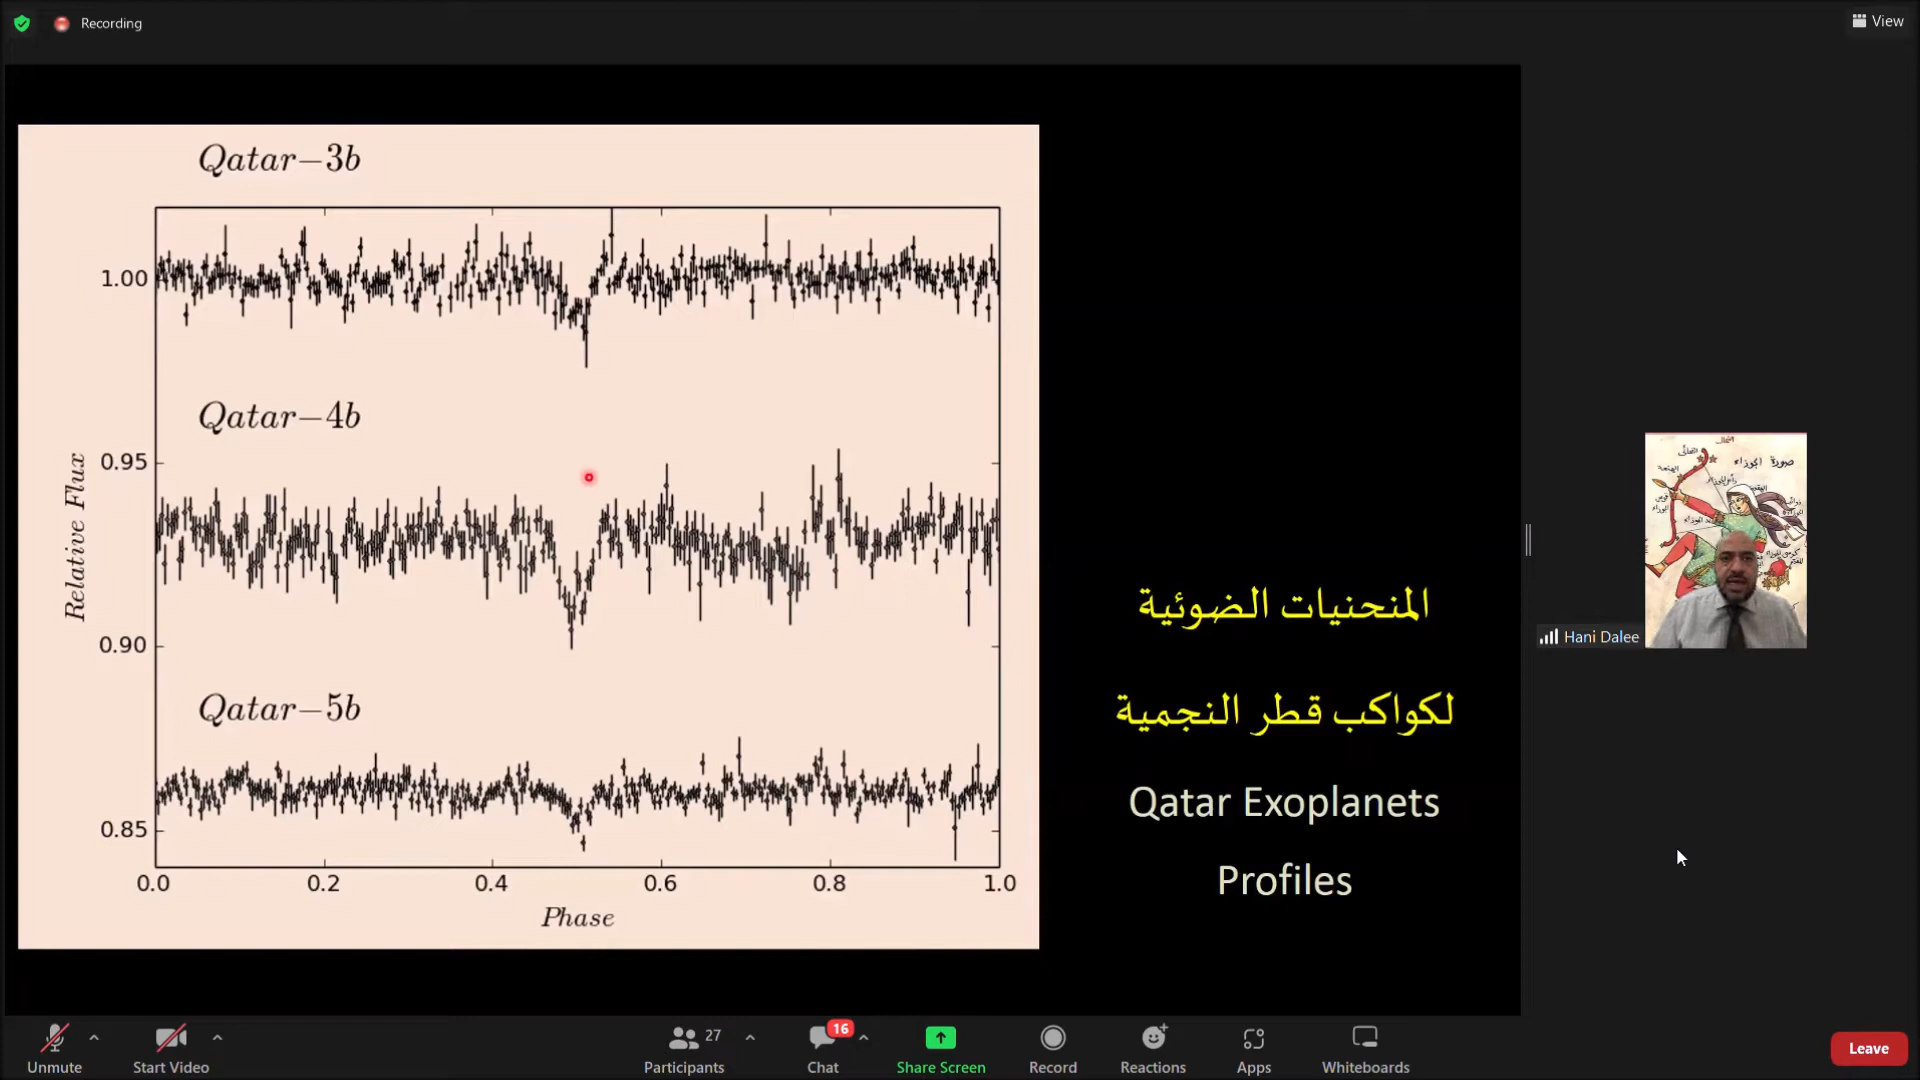 Recording
View
Qatar−3b
1.00
Qatar−4b
0.95
Relative Flux
0.90
Qatar−5b
0.85
0.0 0.2 0.4 0.6 0.8 1.0
Phase
المنحنيات الضوئية
لكواكب قطر النجمية
Qatar Exoplanets
Profiles
صورة الجوزاء
Hani Dalee
Unmute
Start Video
27
Participants
16
Chat
Share Screen
Record
Reactions
Apps
Whiteboards
Leave